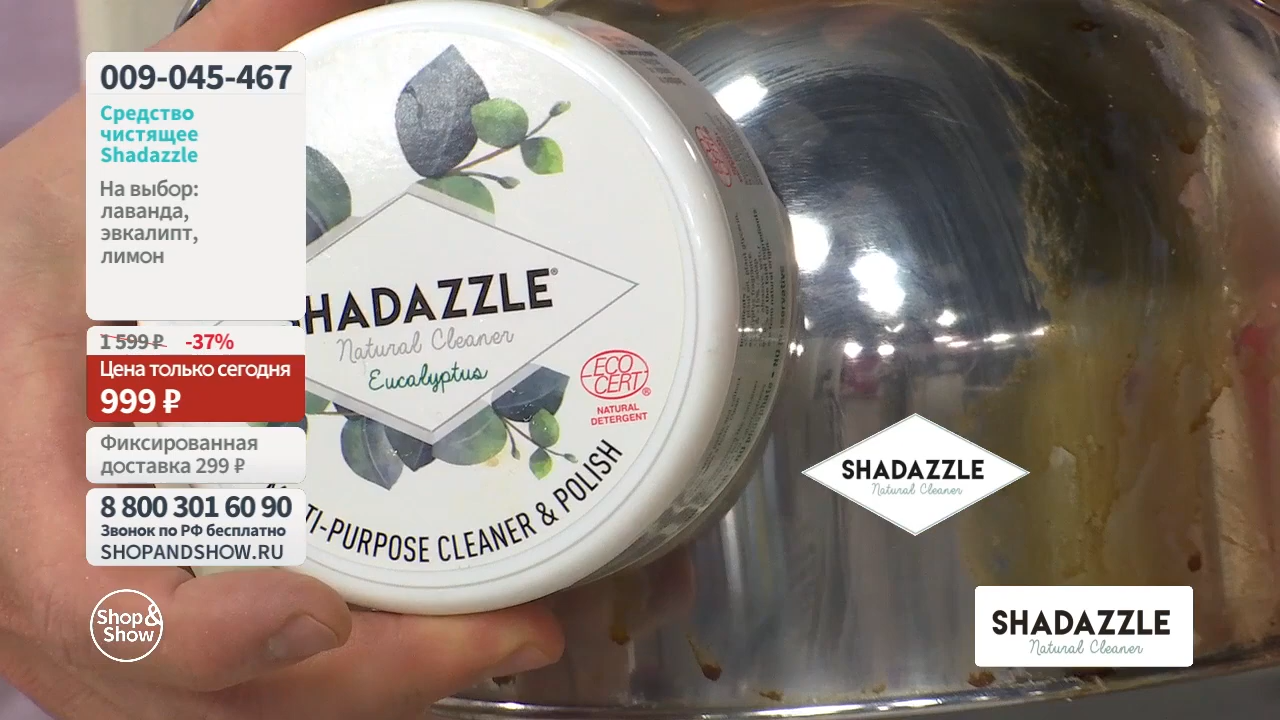 009-045-467
Средство
чистящее
Shadazzle
На выбор:
лаванда,
эвкалипт,
лимон
1 599 ₽ -37%
Цена только сегодня
999 ₽
Фиксированная
доставка 299 ₽
8 800 301 60 90
Звонок по РФ бесплатно
SHOPANDSHOW.RU
Shop&
Show
SHADAZZLE®
Natural Cleaner
Eucalyptus
ECO
CERT®
NATURAL
DETERGENT
TI-PURPOSE CLEANER & POLISH
SHADAZZLE
Natural Cleaner
SHADAZZLE
Natural Cleaner